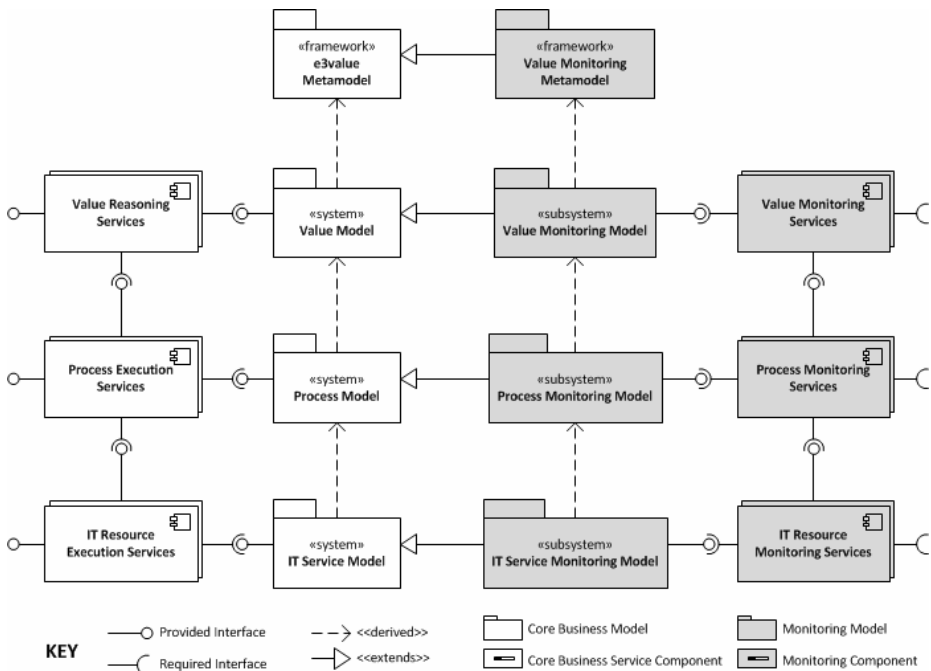 «framework»
e3value
Metamodel
«framework»
Value Monitoring
Metamodel
Value Reasoning
Services
«system»
Value Model
«subsystem»
Value Monitoring Model
Value Monitoring
Services
Process Execution
Services
«system»
Process Model
«subsystem»
Process Monitoring Model
Process Monitoring
Services
IT Resource
Execution Services
«system»
IT Service Model
«subsystem»
IT Service Monitoring Model
IT Resource
Monitoring Services
KEY
Provided Interface
Required Interface
<<derived>>
<<extends>>
Core Business Model
Core Business Service Component
Monitoring Model
Monitoring Component